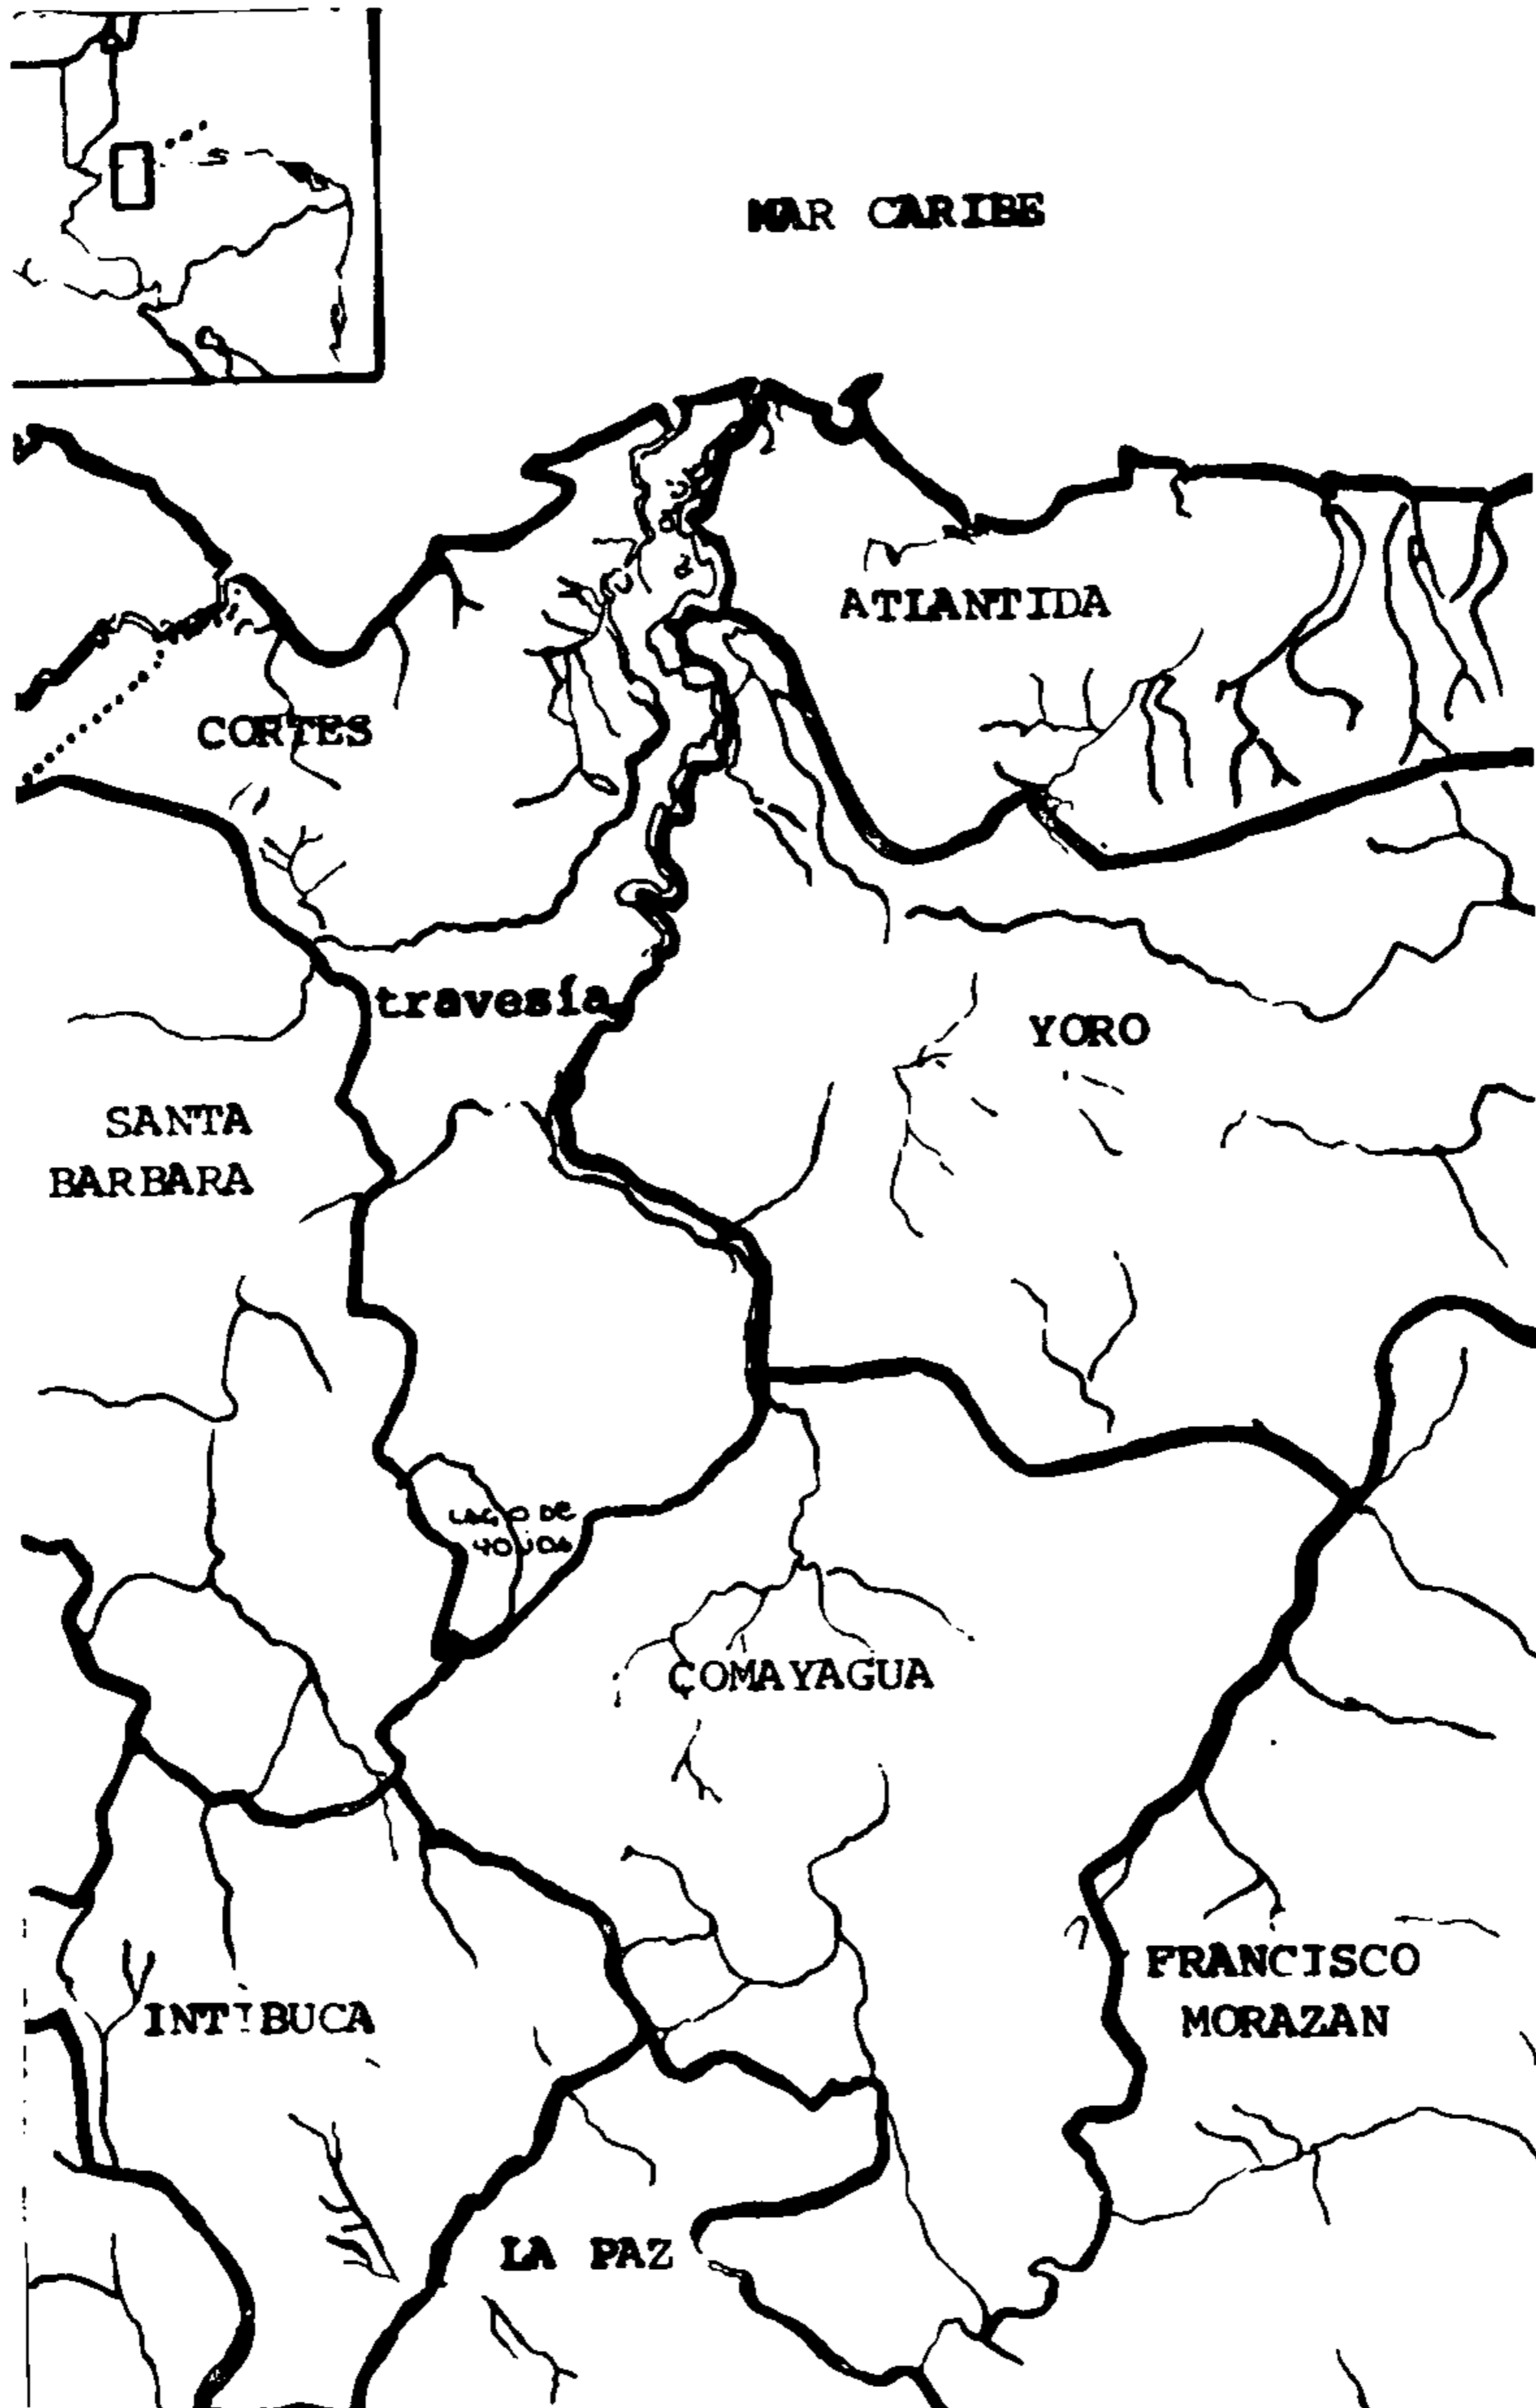 MAR CARIBE
ATLANTIDA
CORTES
travesía
YORO
SANTA
BARBARA
LAGO DE
YOJOA
COMAYAGUA
FRANCISCO
MORAZAN
INTIBUCA
LA PAZ